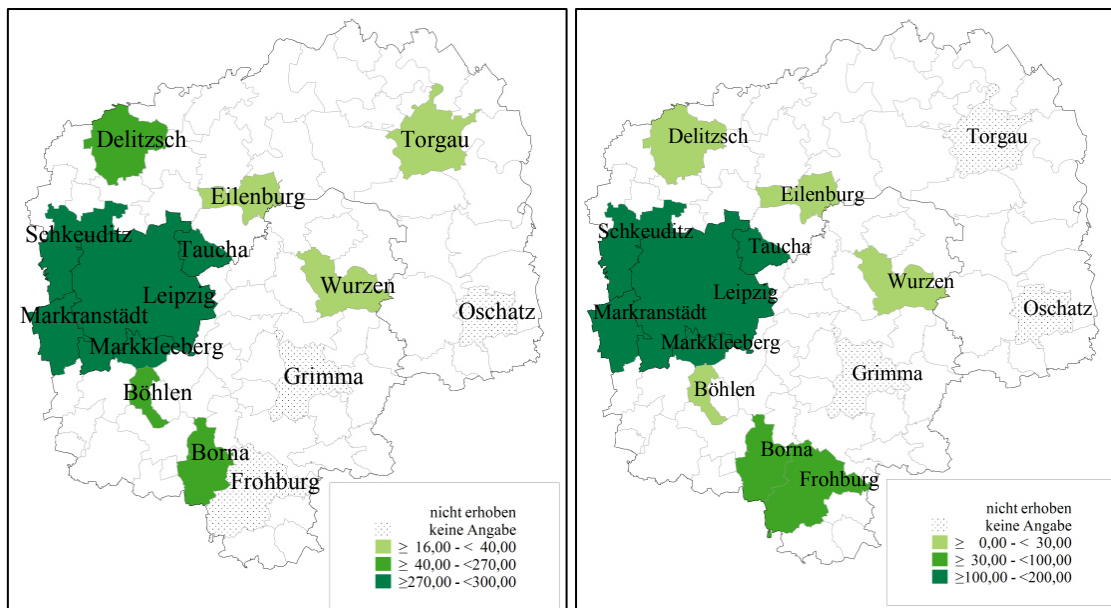 Delitzsch
Torgau
Eilenburg
Schkeuditz
Taucha
Wurzen
Leipzig
Oschatz
Markranstädt
Markkleeberg
Grimma
Böhlen
Borna
Frohburg
nicht erhoben
keine Angabe
≥ 16,00 - < 40,00
≥ 40,00 - <270,00
≥270,00 - <300,00
Delitzsch
Torgau
Eilenburg
Schkeuditz
Taucha
Wurzen
Leipzig
Markranstädt
Oschatz
Markkleeberg
Grimma
Böhlen
Borna
Frohburg
nicht erhoben
keine Angabe
≥ 0,00 - < 30,00
≥ 30,00 - <100,00
≥100,00 - <200,00